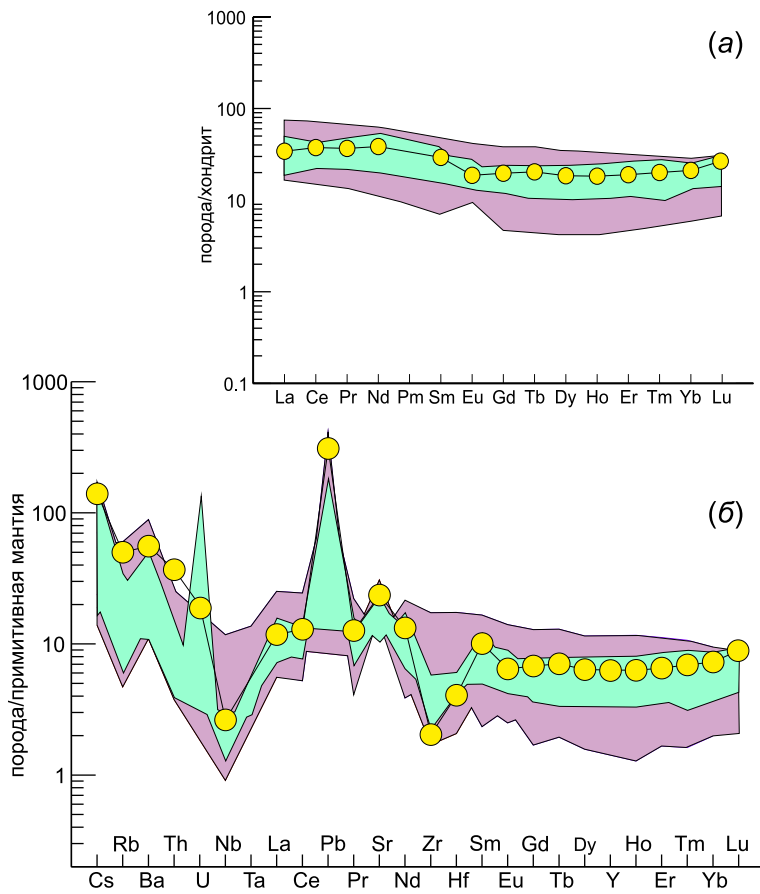 1000
(а)
100
10
1
0.1
порода/хондрит
La Ce Pr Nd Pm Sm Eu Gd Tb Dy Ho Er Tm Yb Lu
1000
(б)
100
10
1
порода/примитивная мантия
Rb Th Nb La Pb Sr Zr Sm Gd Dy Ho Tm Lu
Cs Ba U Ta Ce Pr Nd Hf Eu Tb Y Er Yb